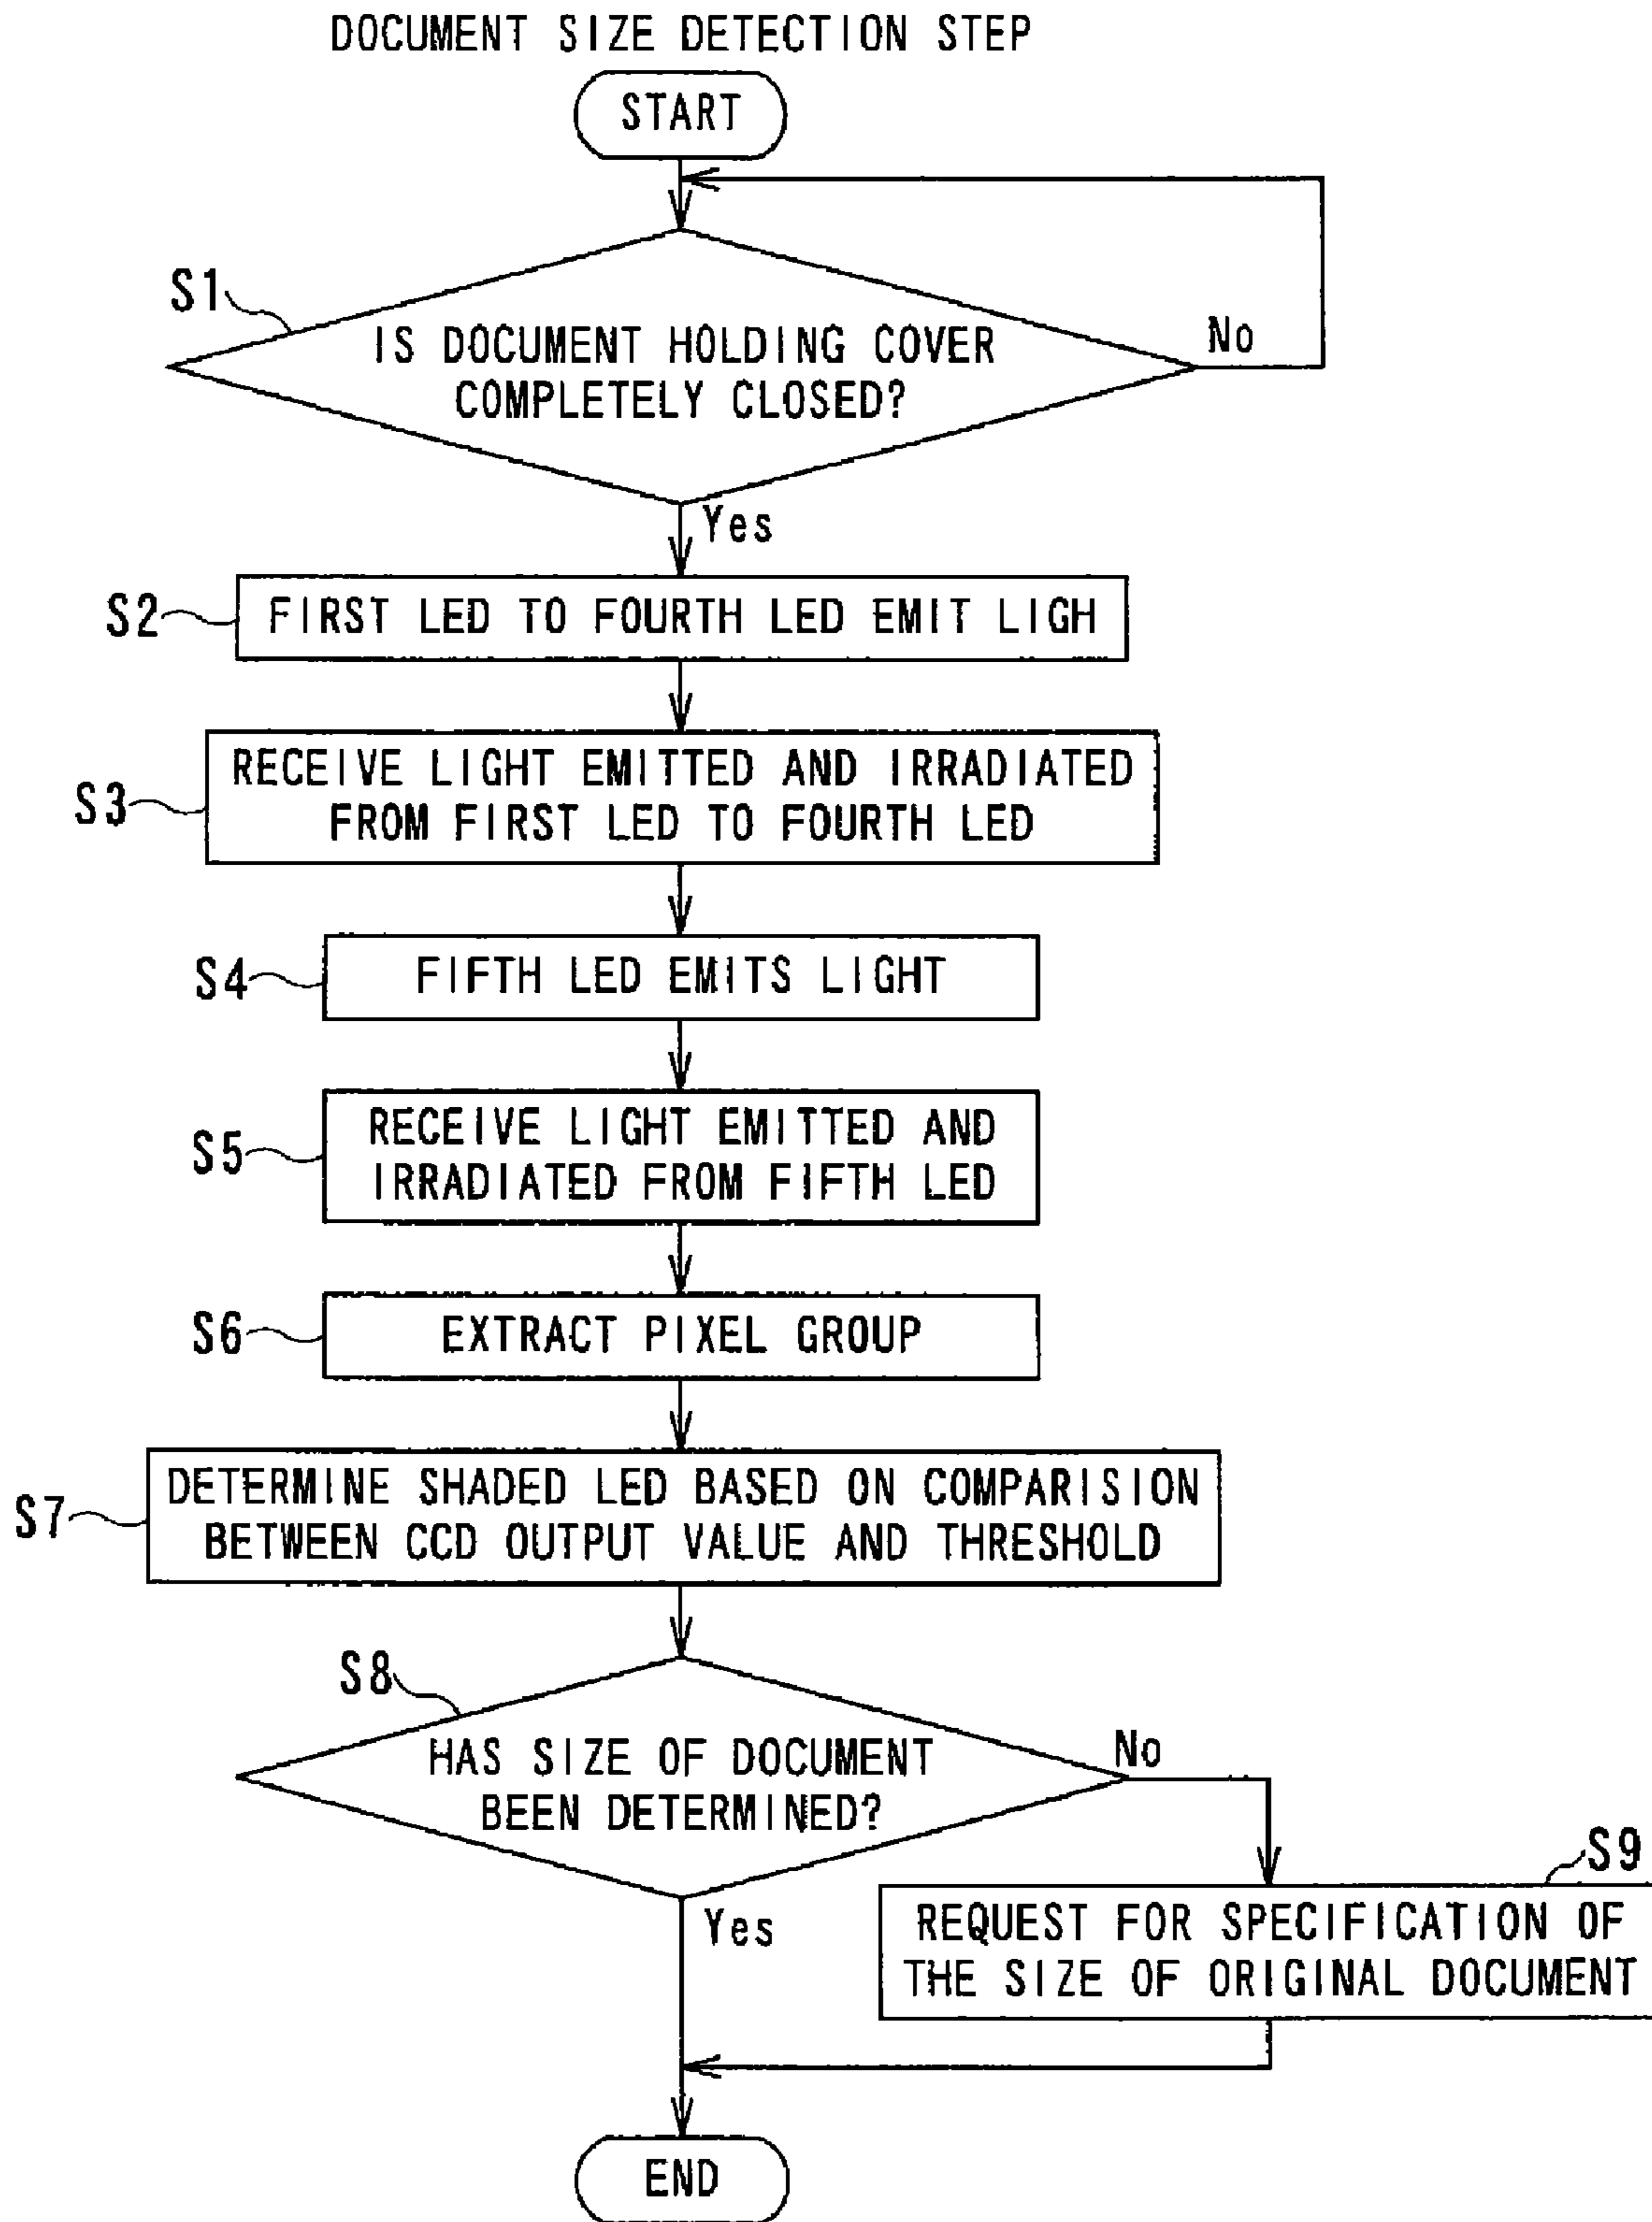 DOCUMENT SIZE DETECTION STEP
START
S1
IS DOCUMENT HOLDING COVER
COMPLETELY CLOSED?
No
Yes
S2
FIRST LED TO FOURTH LED EMIT LIGH
S3
RECEIVE LIGHT EMITTED AND IRRADIATED
FROM FIRST LED TO FOURTH LED
S4
FIFTH LED EMITS LIGHT
S5
RECEIVE LIGHT EMITTED AND
IRRADIATED FROM FIFTH LED
S6
EXTRACT PIXEL GROUP
S7
DETERMINE SHADED LED BASED ON COMPARISION
BETWEEN CCD OUTPUT VALUE AND THRESHOLD
S8
HAS SIZE OF DOCUMENT
BEEN DETERMINED?
No
Yes
S9
REQUEST FOR SPECIFICATION OF
THE SIZE OF ORIGINAL DOCUMENT
END